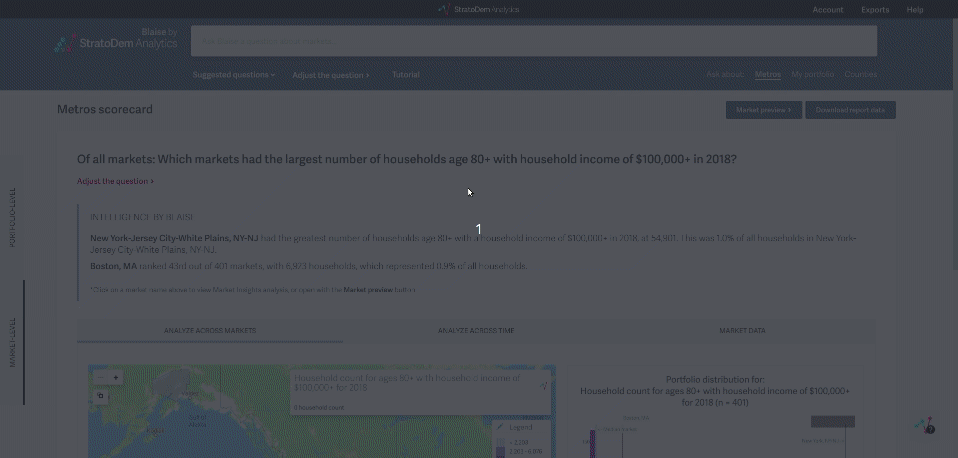 StratoDem Analytics
Account Exports Help
Blaise by
StratoDem Analytics
Suggested questions Adjust the question > Tutorial
Ask about: Metros My portfolio Counties
Metros scorecard
Market preview > Download report data
Of all markets: Which markets had the largest number of households age 80+ with household income of $100,000+ in 2018?
Adjust the question >
INTELLIGENCE BY BLAISE
1
New York-Jersey City-White Plains, NY-NJ had the greatest number of households age 80+ with a household income of $100,000+ in 2018, at 54,901. This was 1.0% of all households in New York-
Jersey City-White Plains, NY-NJ.
Boston, MA ranked 43rd out of 401 markets, with 6,923 households, which represented 0.9% of all households.
*Click on a market name above to view Market Insights analysis, or open with the Market preview button
PORTFOLIO-LEVEL
MARKET-LEVEL
ANALYZE ACROSS MARKETS ANALYZE ACROSS TIME MARKET DATA
Household count for ages 80+ with household income of
$100,000+ for 2018
0 household count
Legend
Portfolio distribution for:
Household count for ages 80+ with household income of $100,000+
for 2018 (n = 401)